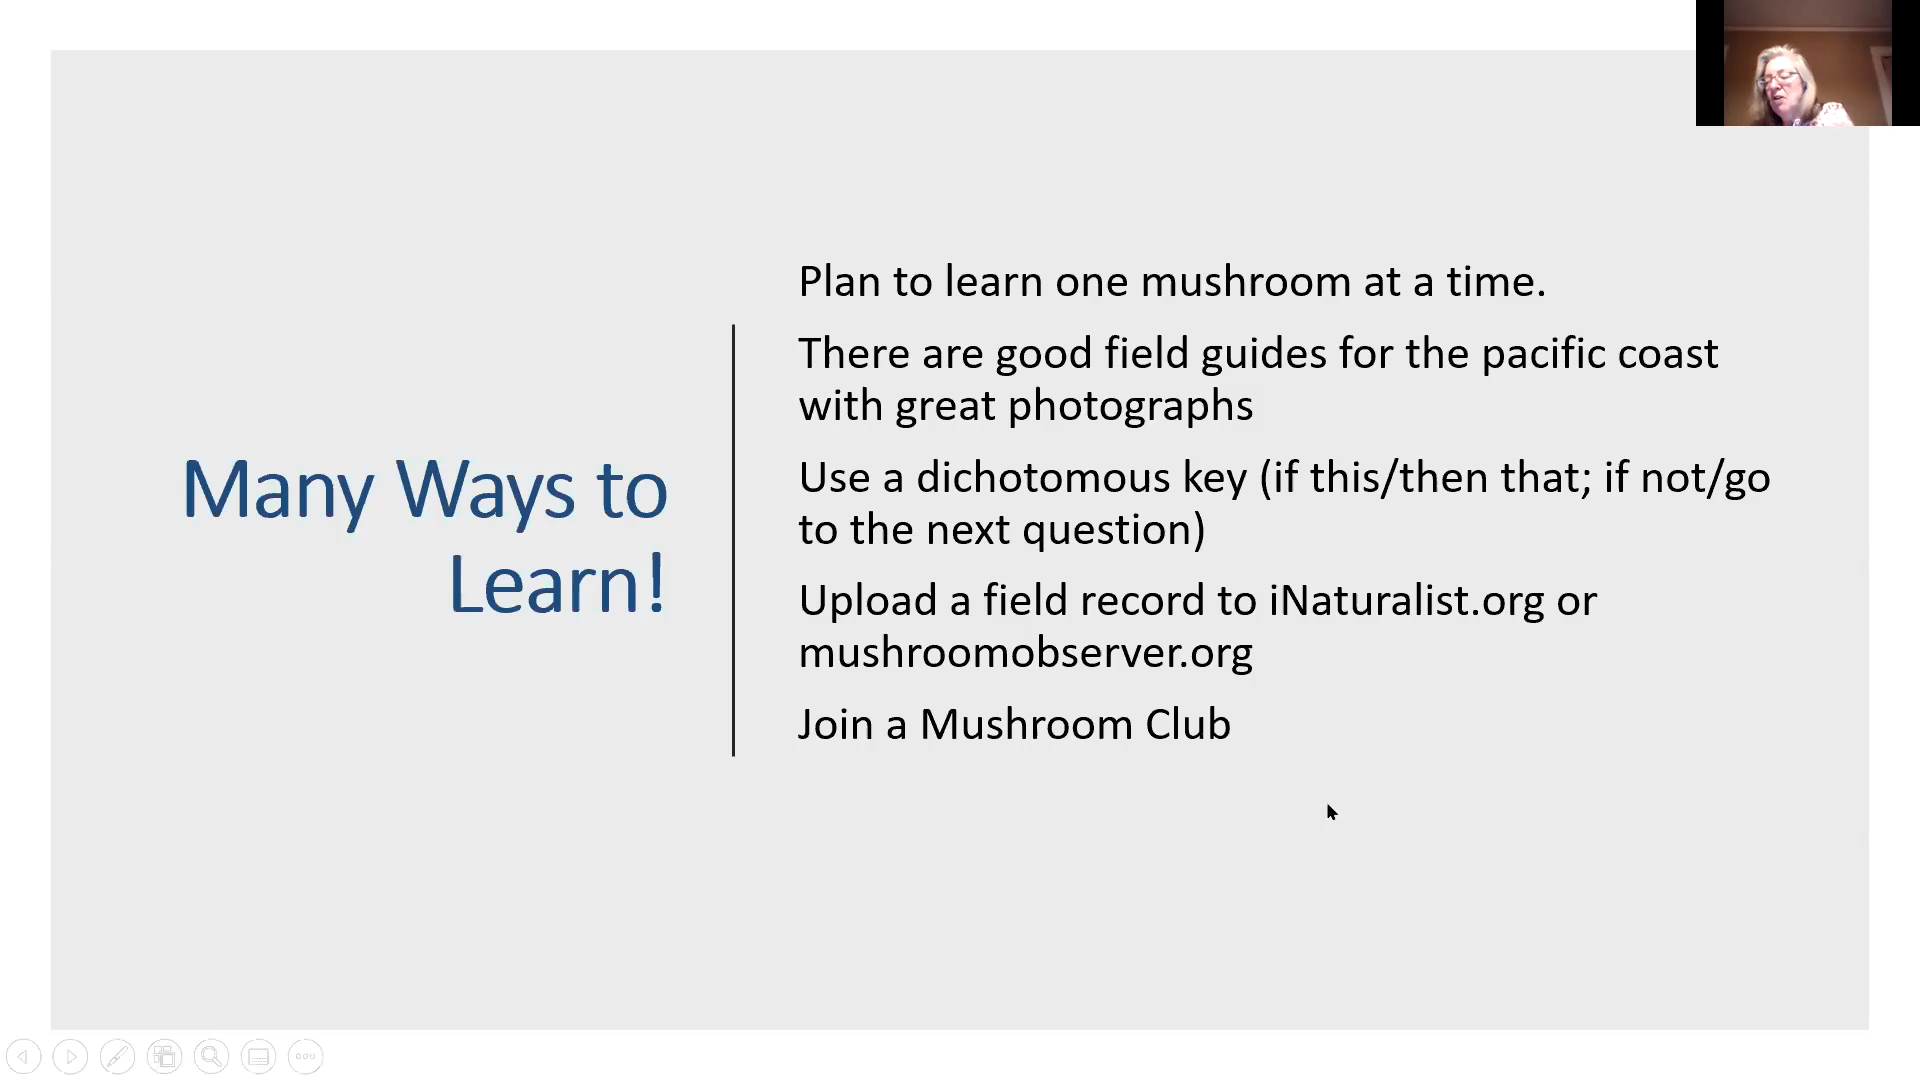 Many Ways to
Learn!
Plan to learn one mushroom at a time.
There are good field guides for the pacific coast
with great photographs
Use a dichotomous key (if this/then that; if not/go
to the next question)
Upload a field record to iNaturalist.org or
mushroomobserver.org
Join a Mushroom Club